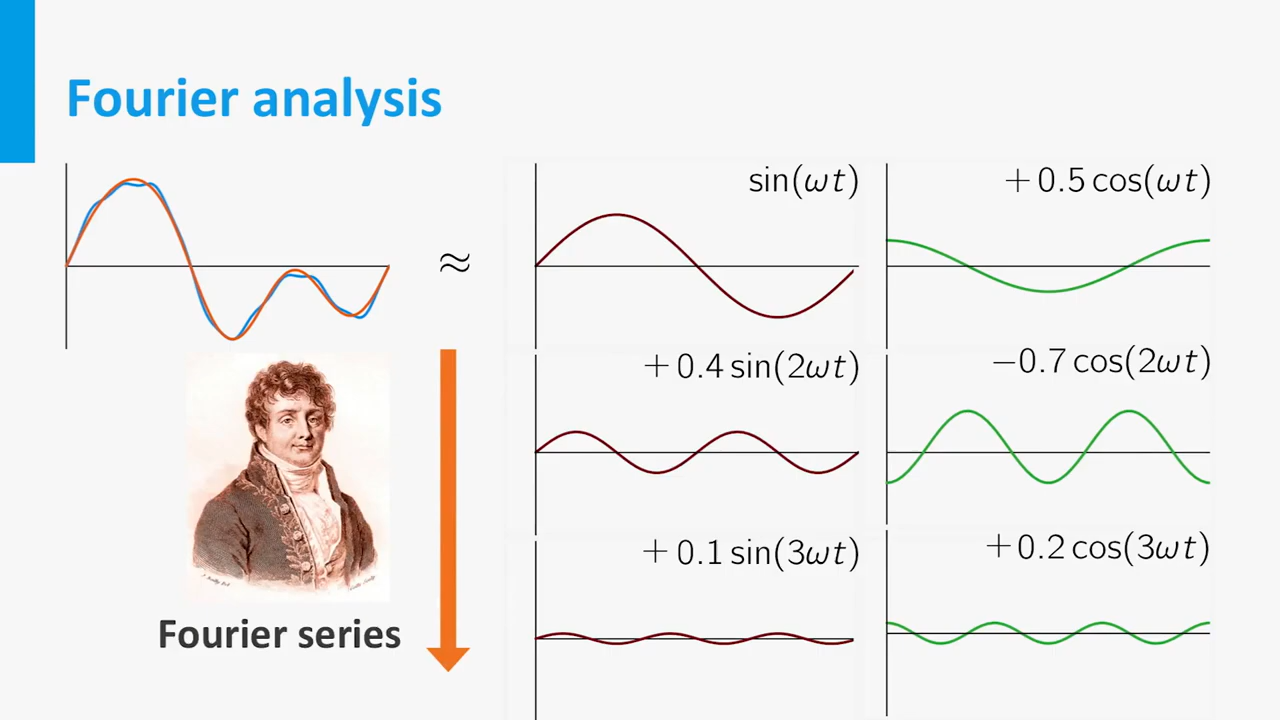 Fourier analysis
sin(ωt)
+ 0.5 cos(ωt)
≈
+ 0.4 sin(2ωt)
−0.7 cos(2ωt)
+ 0.1 sin(3ωt)
+0.2 cos(3ωt)
Fourier series